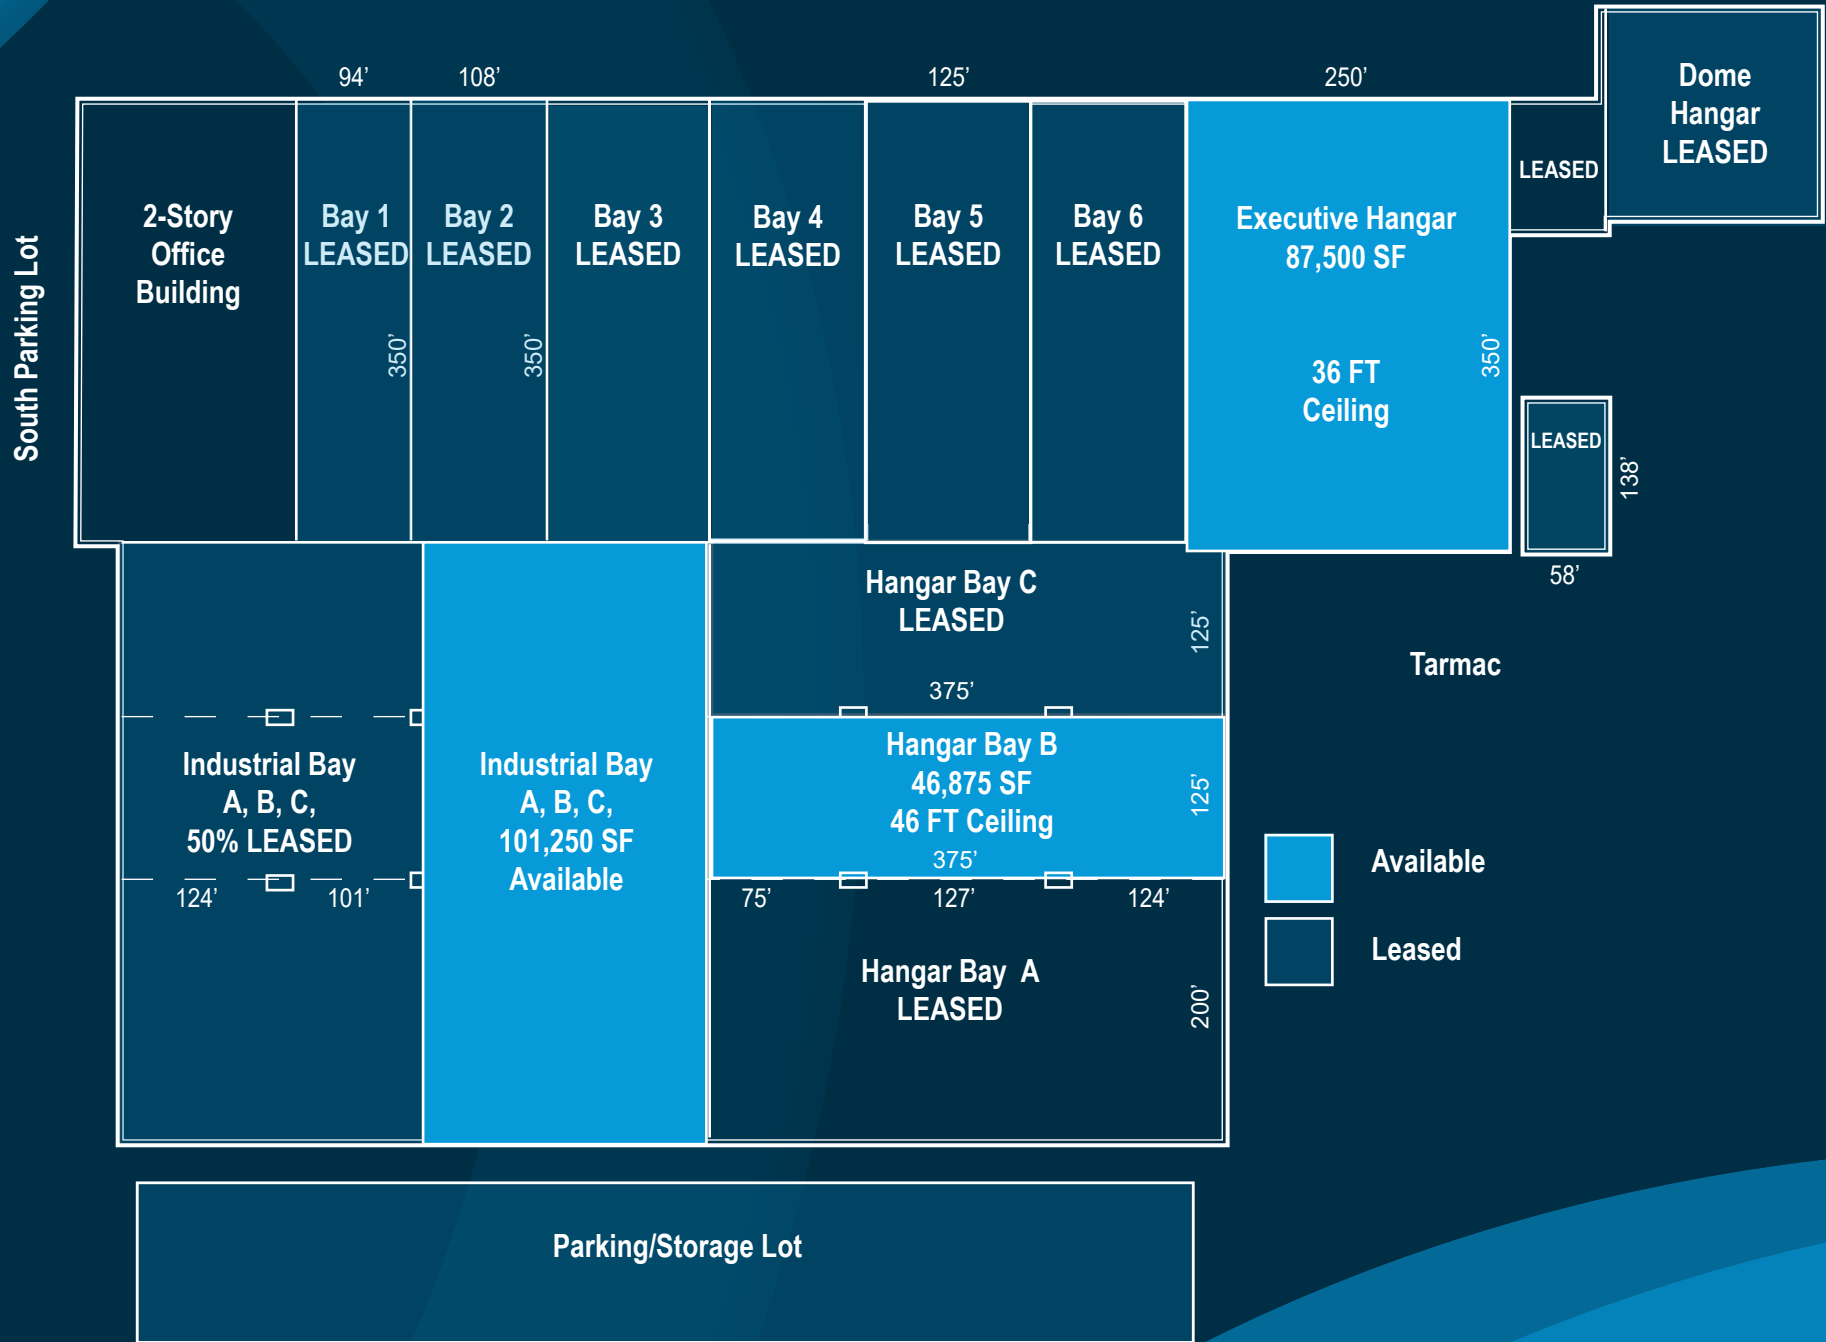 94’
108’
125’
250’
Dome
Hangar
LEASED
LEASED
South Parking Lot
2-Story
Office
Building
Bay 1
LEASED
350’
Bay 2
LEASED
350’
Bay 3
LEASED
Bay 4
LEASED
Bay 5
LEASED
Bay 6
LEASED
Executive Hangar
87,500 SF
36 FT
Ceiling
350’
LEASED
138’
58’
Hangar Bay C
LEASED
125’
375’
Tarmac
Industrial Bay
A, B, C,
50% LEASED
124’
101’
Industrial Bay
A, B, C,
101,250 SF
Available
Hangar Bay B
46,875 SF
46 FT Ceiling
375’
125’
75’
127’
124’
Hangar Bay A
LEASED
200’
Available
Leased
Parking/Storage Lot